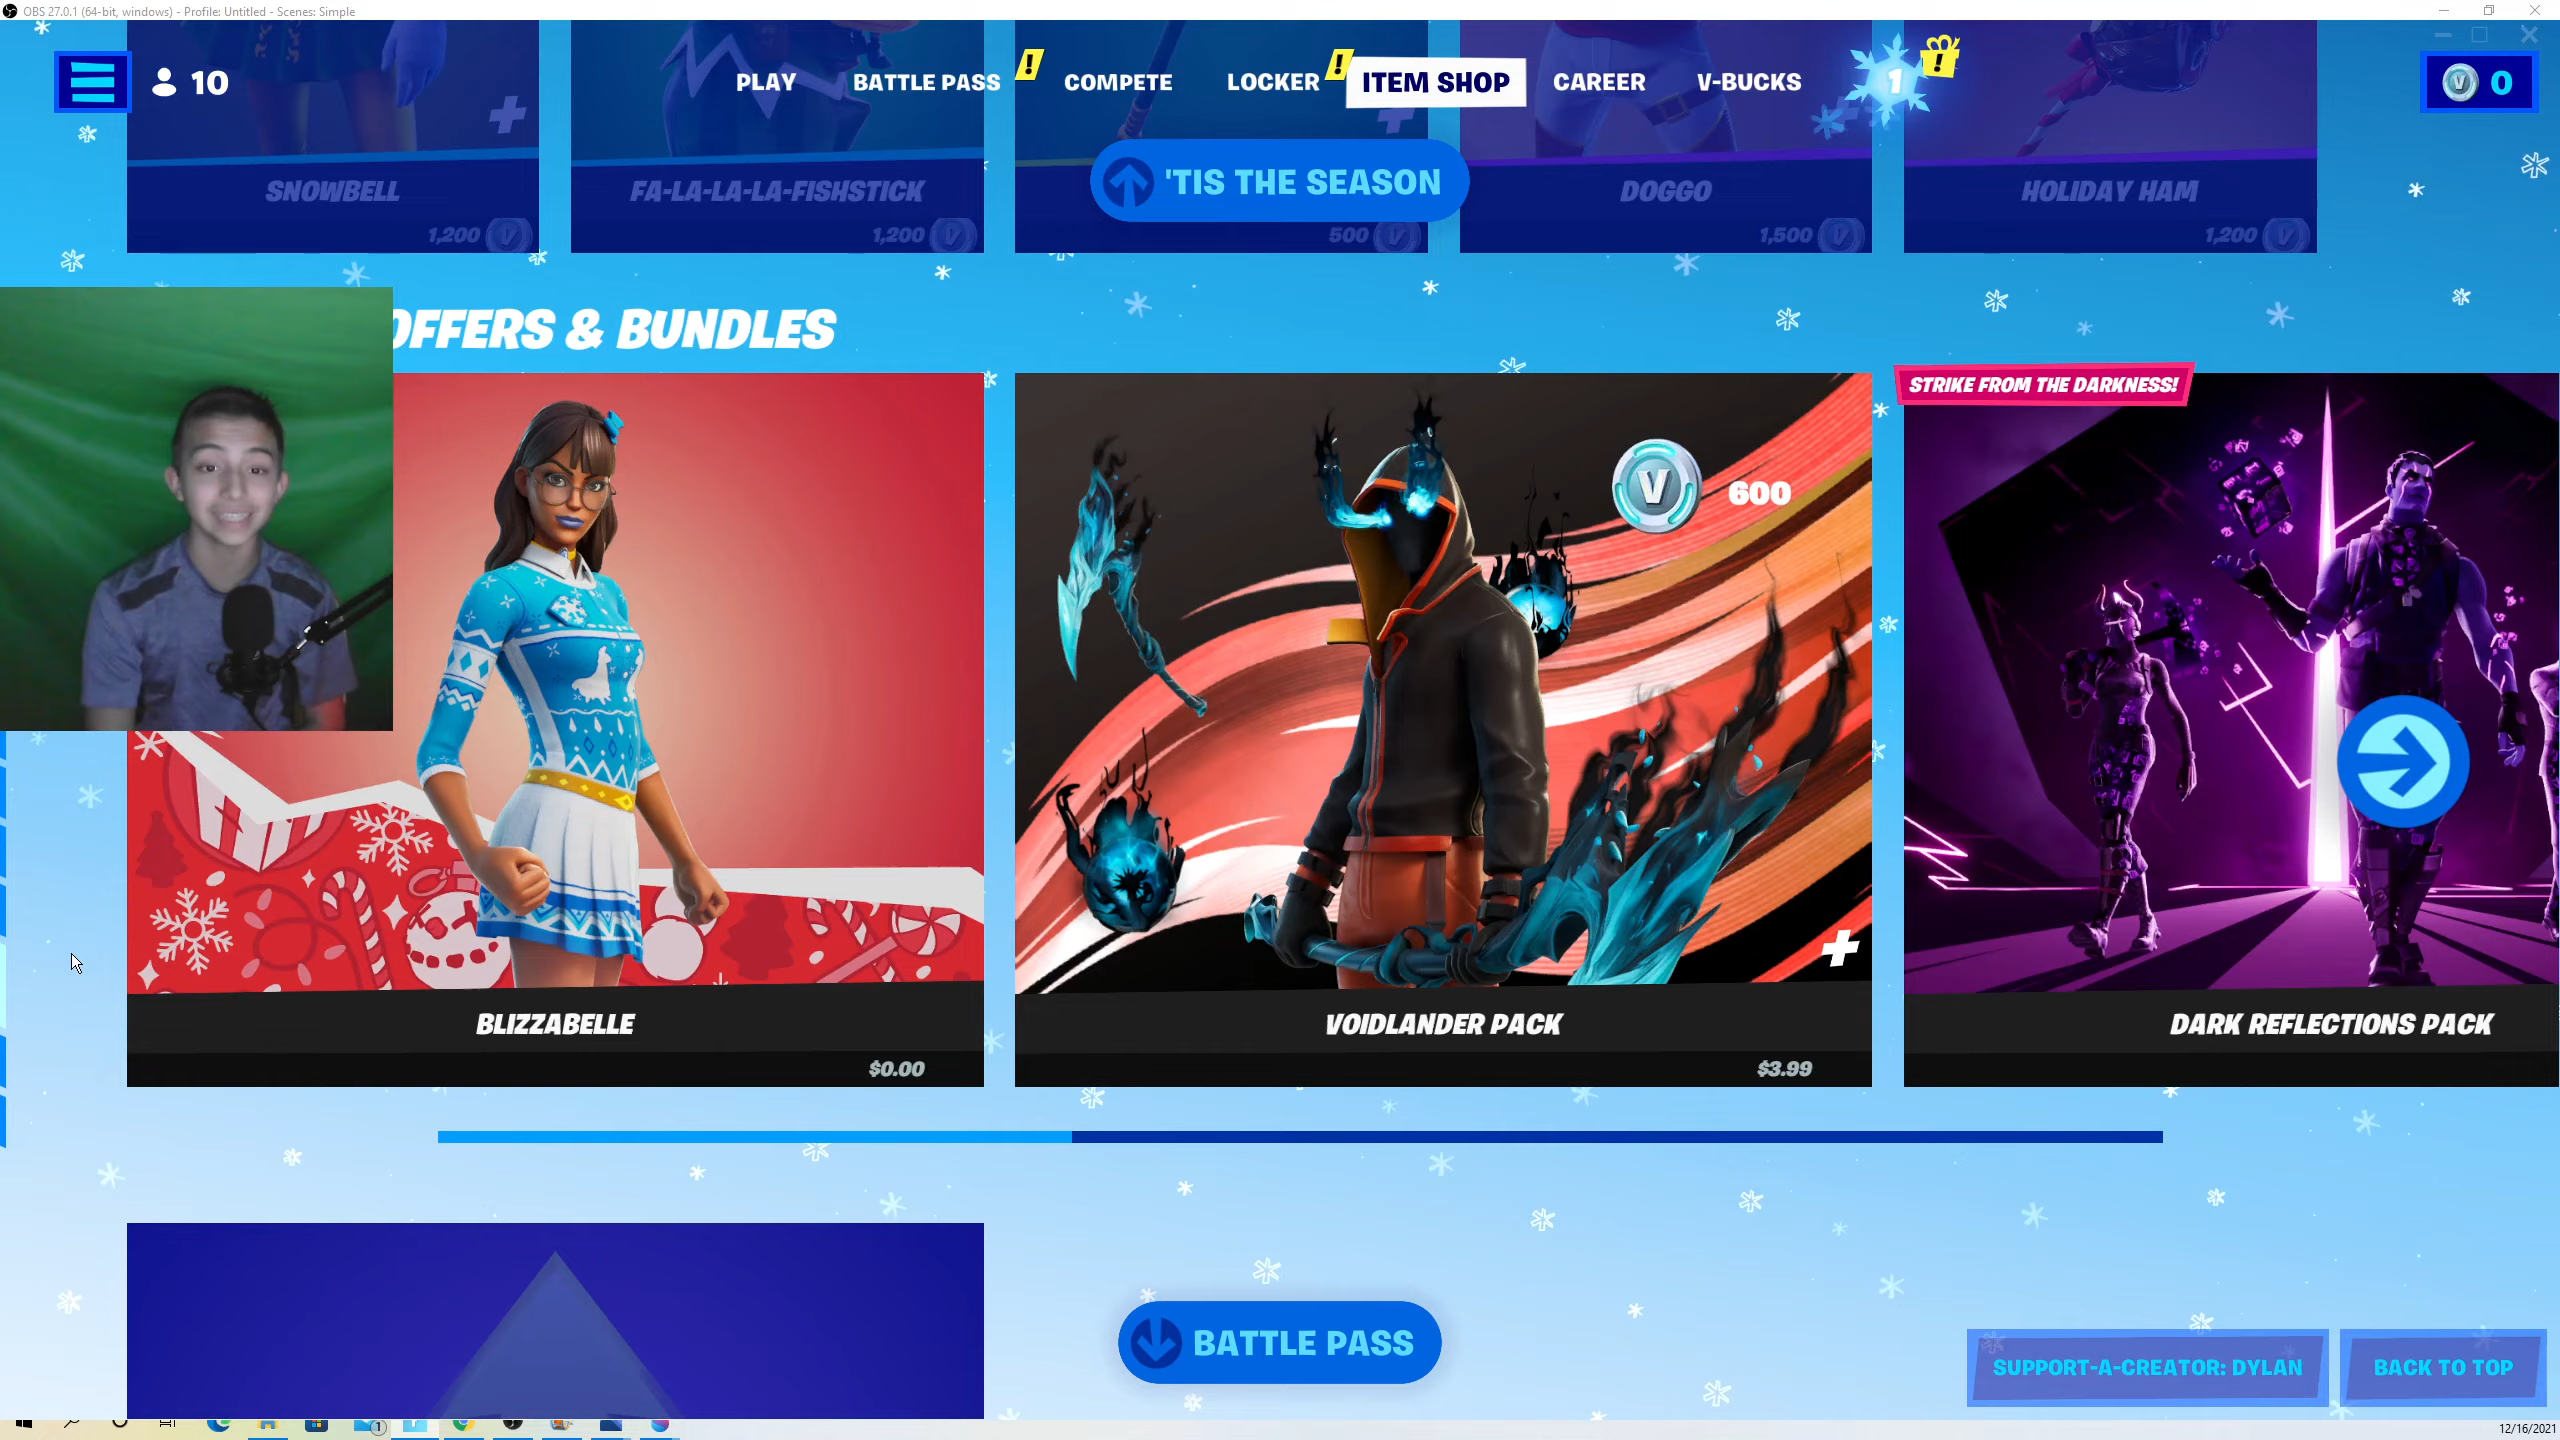 OBS 27.0.1 (64-bit, windows) - Profile: Untitled - Scenes: Simple
10
PLAY
BATTLE PASS
!
COMPETE
LOCKER
!
ITEM SHOP
CAREER
V-BUCKS
1
!
V 0
'TIS THE SEASON
SNOWBELL
1,200 V
FA-LA-LA-LA-FISHSTICK
1,200 V
500 V
DOGGO
1,500 V
HOLIDAY HAM
1,200 V
OFFERS & BUNDLES
STRIKE FROM THE DARKNESS!
V 600
BLIZZABELLE
$0.00
VOIDLANDER PACK
$3.99
DARK REFLECTIONS PACK
BATTLE PASS
SUPPORT-A-CREATOR: DYLAN
BACK TO TOP
1
12/16/2021